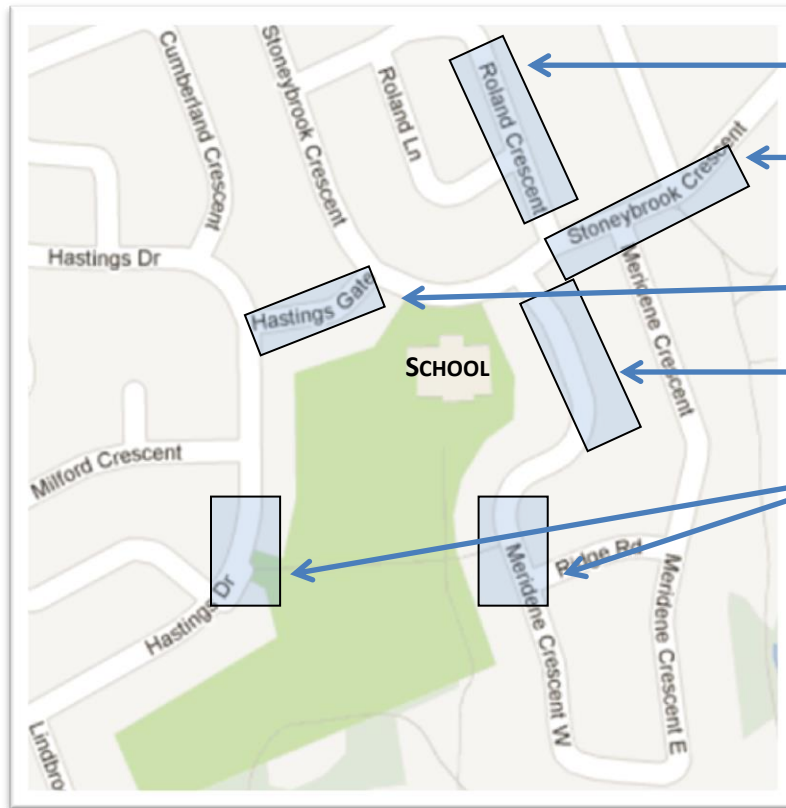 Cumberland Crescent
Stoneybrook Crescent
Roland Ln
Roland Crescent
Stoneybrook Crescent
Hastings Dr
Hastings Gate
Meridene Crescent
SCHOOL
Milford Crescent
Hastings Dr
Meridene Crescent W
Ridge Rd
Meridene Crescent E
Lindbro